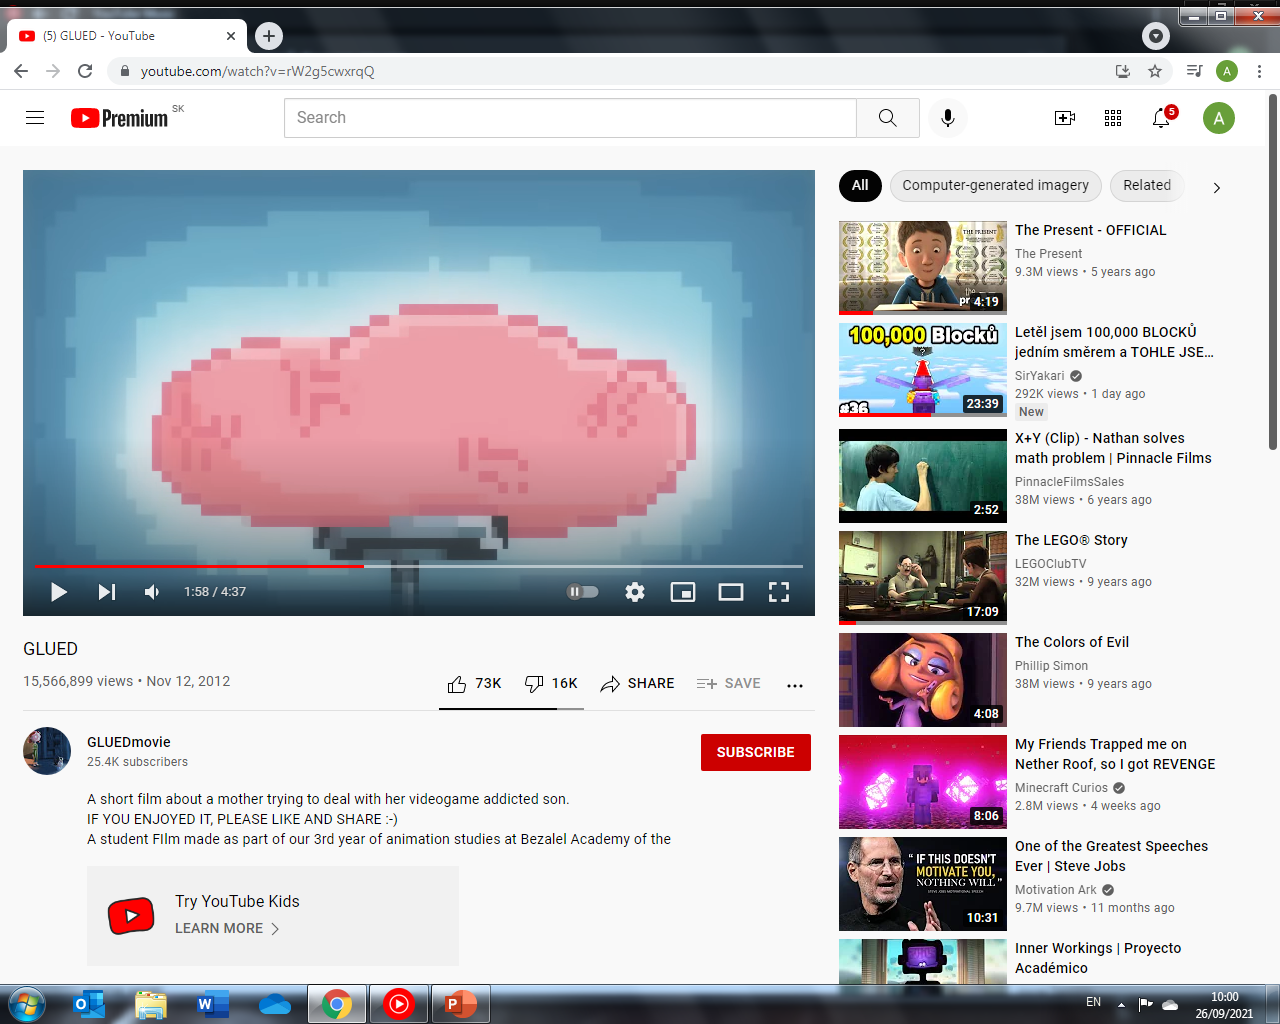 (5) GLUED - YouTube
youtube.com/watch?v=rW2g5cwxrqQ
A
Premium SK
Search
5
A
1:58 / 4:37
GLUED
15,566,899 views • Nov 12, 2012
73K
16K
SHARE
SAVE
GLUEDmovie
25.4K subscribers
SUBSCRIBE
A short film about a mother trying to deal with her videogame addicted son.
IF YOU ENJOYED IT, PLEASE LIKE AND SHARE :-)
A student FIlm made as part of our 3rd year of animation studies at Bezalel Academy of the
Try YouTube Kids
LEARN MORE
All
Computer-generated imagery
Related
THE PRESENT
4:19
The Present - OFFICIAL
The Present
9.3M views • 5 years ago
100,000 Blocků
#36
23:39
Letěl jsem 100,000 BLOCKŮ
jedním směrem a TOHLE JSE…
SirYakari
292K views • 1 day ago
New
2:52
X+Y (Clip) - Nathan solves
math problem | Pinnacle Films
PinnacleFilmsSales
38M views • 6 years ago
17:09
The LEGO® Story
LEGOClubTV
32M views • 9 years ago
4:08
The Colors of Evil
Phillip Simon
38M views • 9 years ago
8:06
My Friends Trapped me on
Nether Roof, so I got REVENGE
Minecraft Curios
2.8M views • 4 weeks ago
“ IF THIS DOESN'T
MOTIVATE YOU,
NOTHING WILL ”
STEVE JOBS MOTIVATIONAL SPEECH
10:31
One of the Greatest Speeches
Ever | Steve Jobs
Motivation Ark
9.7M views • 11 months ago
Inner Workings | Proyecto
Académico
EN
10:00
26/09/2021